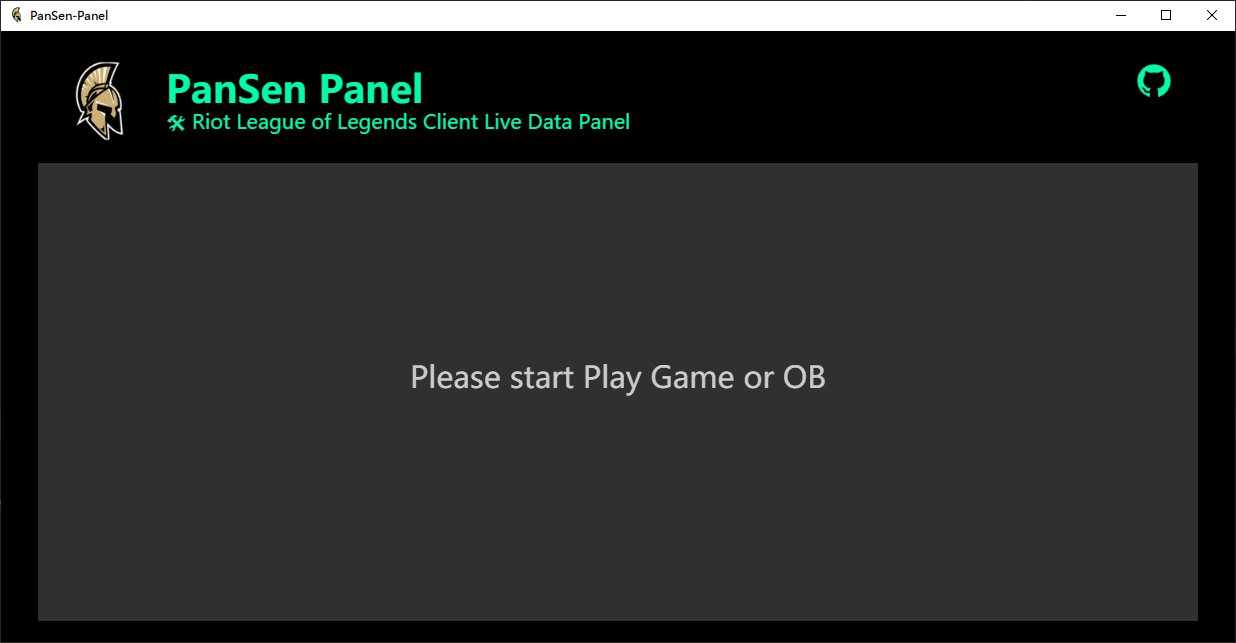 PanSen-Panel
PanSen Panel
🛠 Riot League of Legends Client Live Data Panel
Please start Play Game or OB